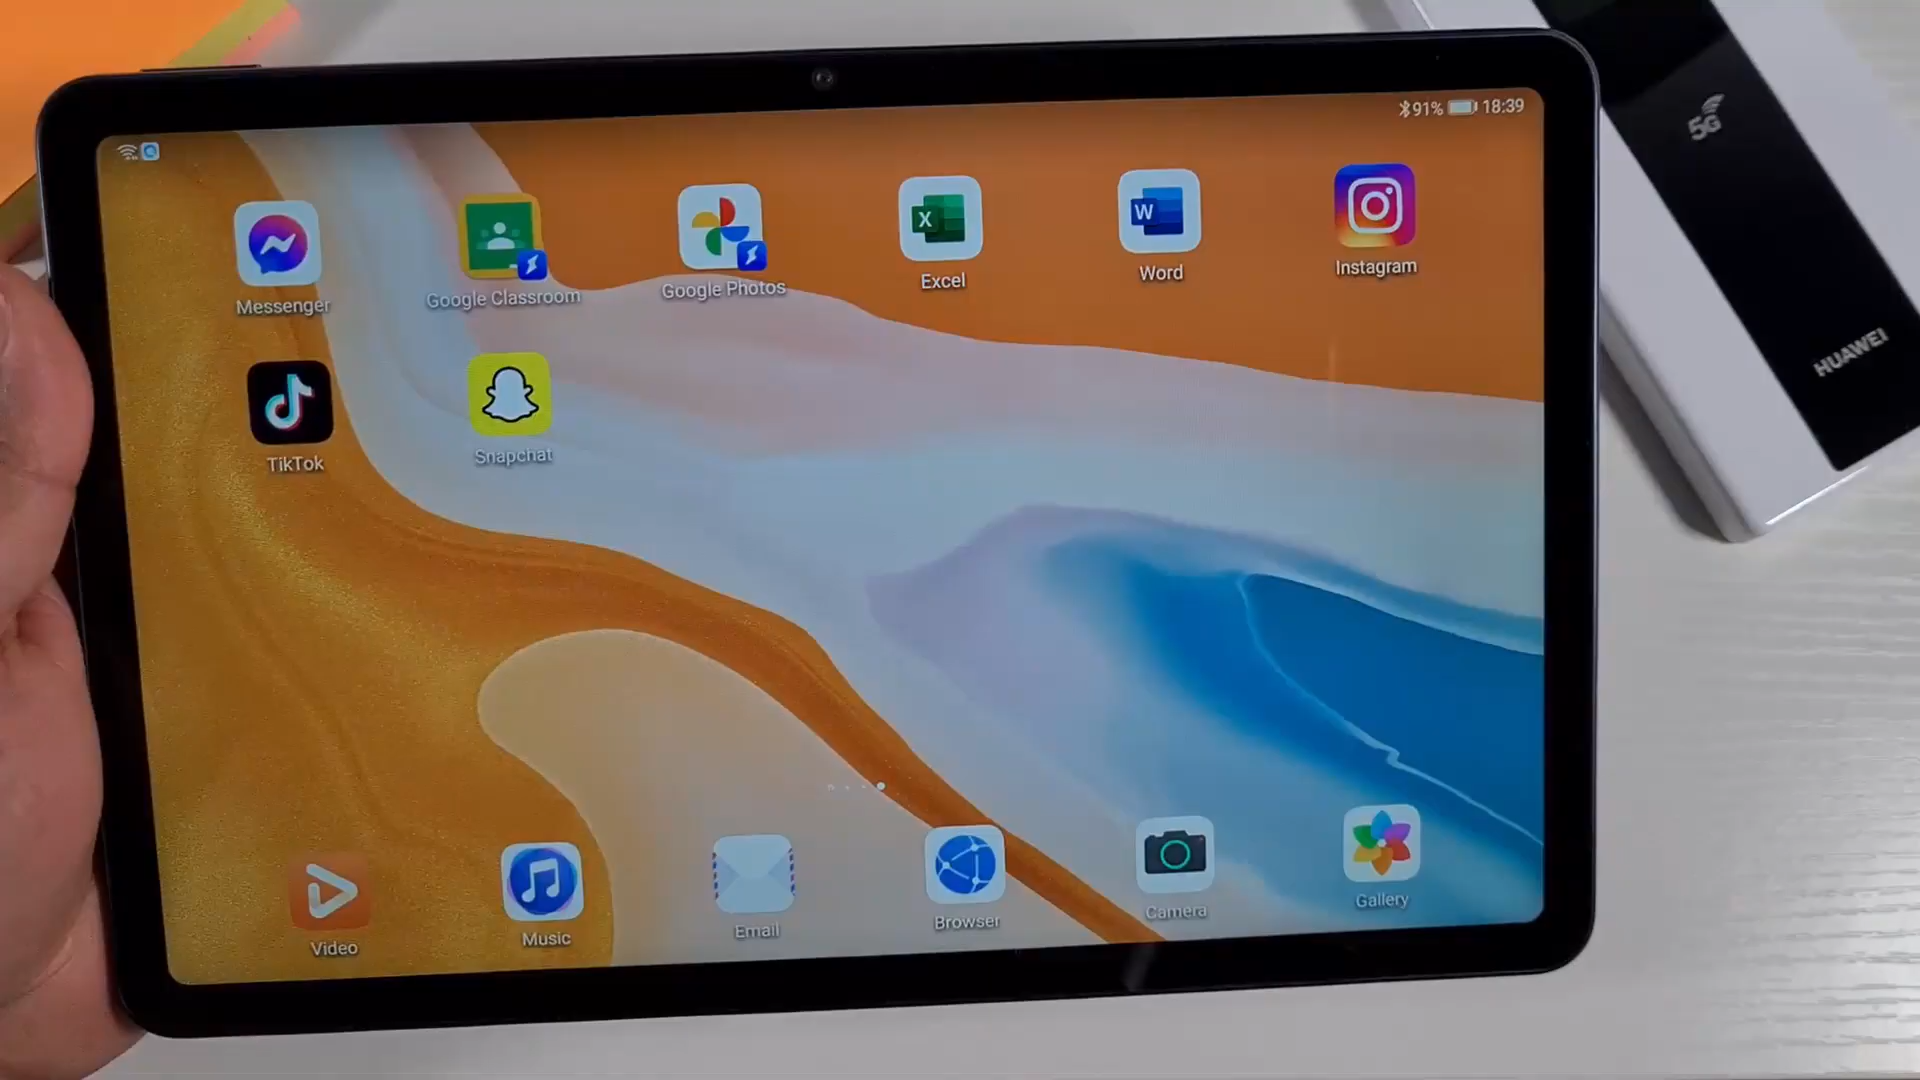 91% 18:39
5G
Messenger
Google Classroom
Google Photos
X
Excel
W
Word
Instagram
TikTok
Snapchat
HUAWEI
Video
Music
Email
Browser
Camera
Gallery